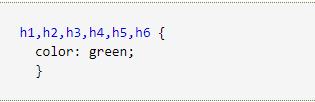 h1,h2,h3,h4,h5,h6 {
  color: green;
  }